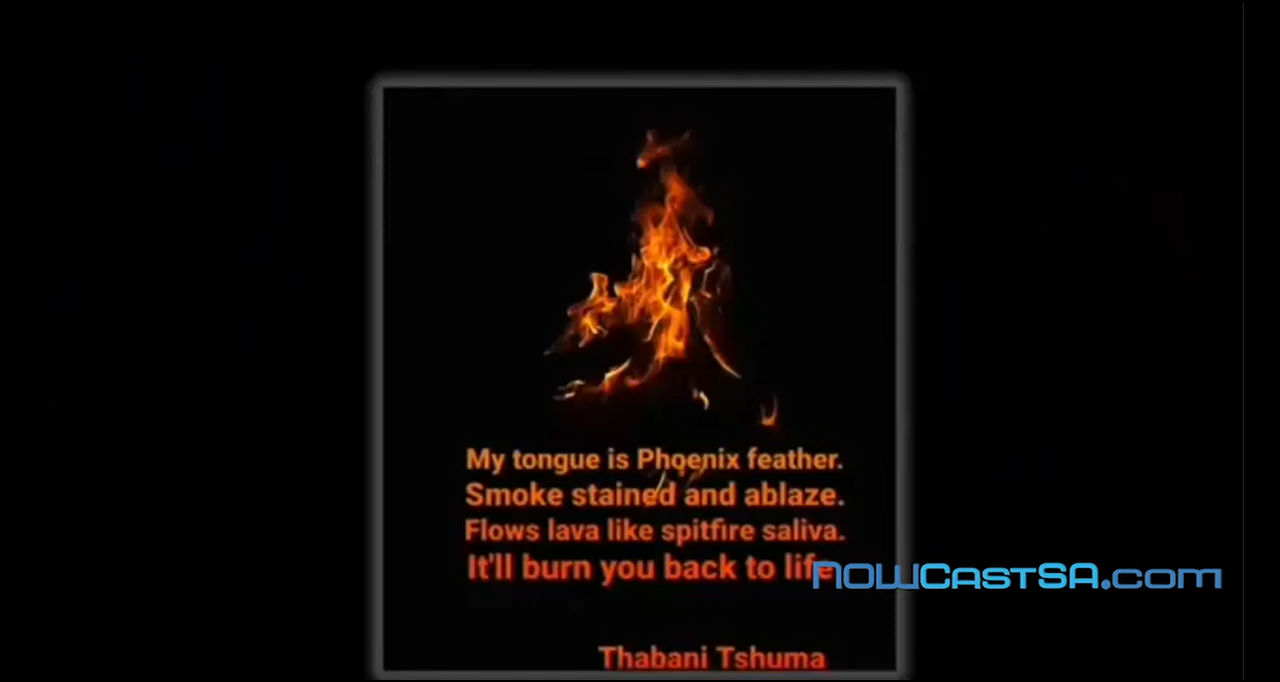 My tongue is Phoenix feather.
Smoke stained and ablaze.
Flows lava like spitfire saliva.
It'll burn you back to life
NOWCastSA.com
Thabani Tshuma